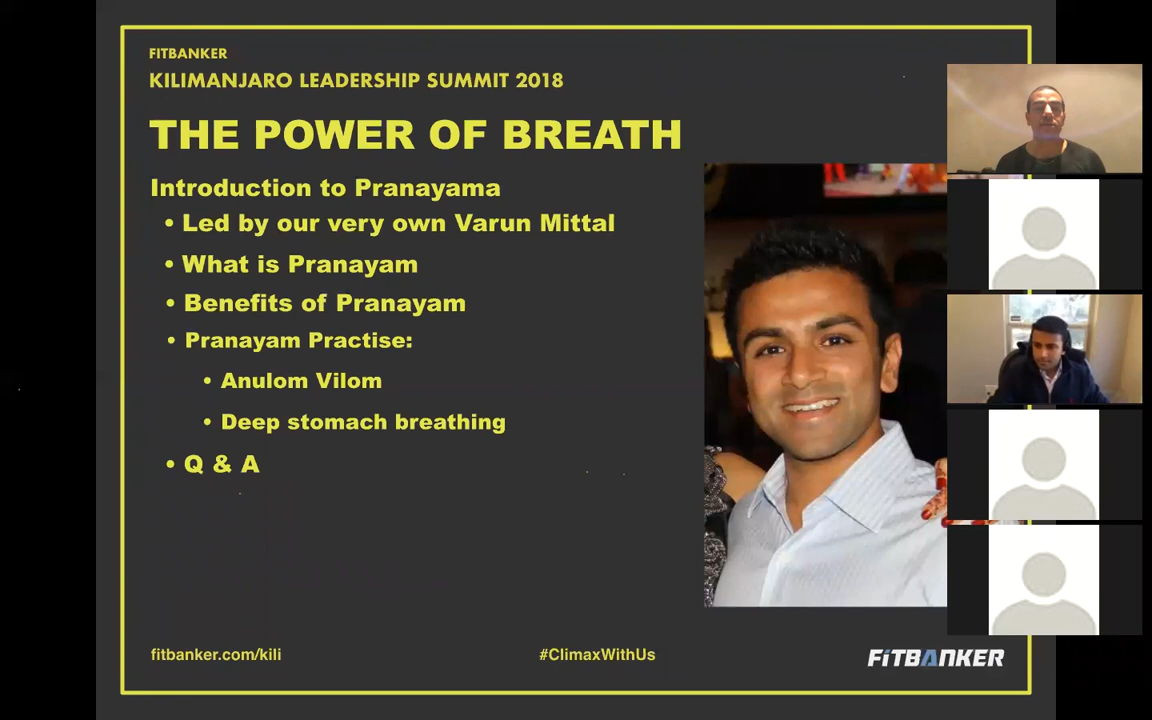 FITBANKER
KILIMANJARO LEADERSHIP SUMMIT 2018
THE POWER OF BREATH
Introduction to Pranayama
• Led by our very own Varun Mittal
• What is Pranayam
• Benefits of Pranayam
• Pranayam Practise:
• Anulom Vilom
• Deep stomach breathing
• Q & A
fitbanker.com/kili
#ClimaxWithUs
FiTBANKER